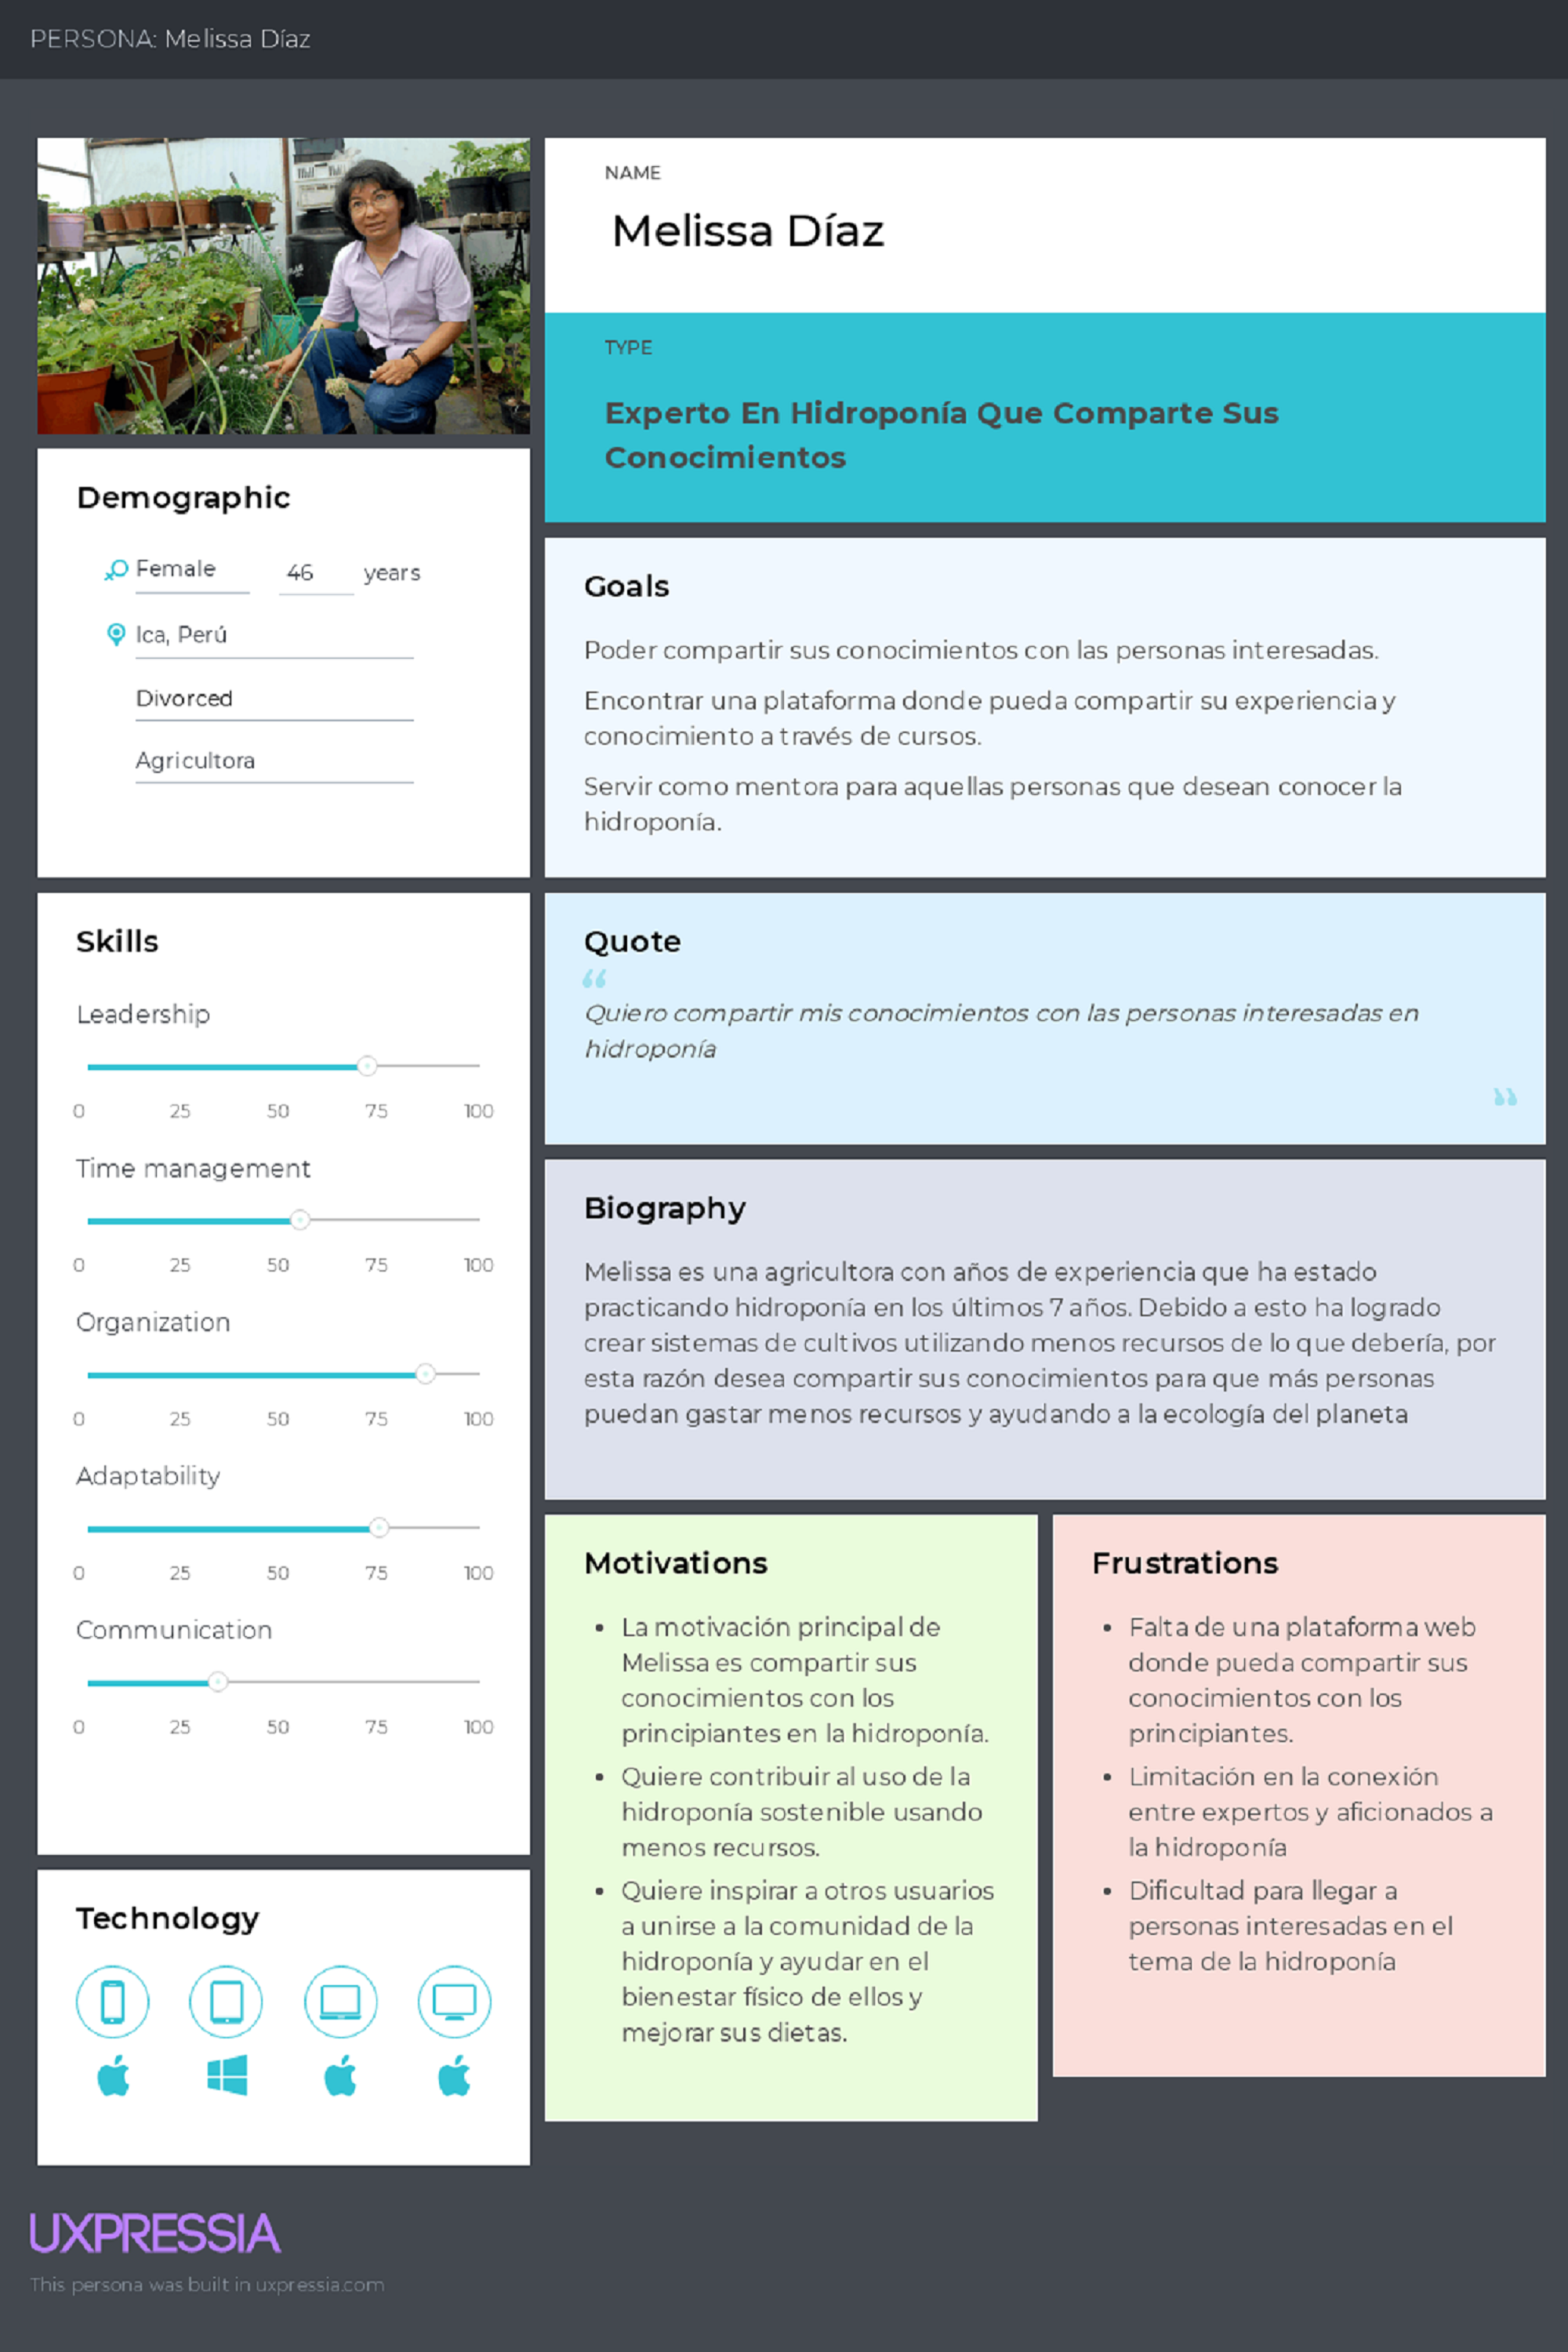 PERSONA: Melissa Díaz
NAME
Melissa Díaz
TYPE
Experto En Hidroponía Que Comparte Sus
Conocimientos
Demographic
Female 46 years
Ica, Perú
Divorced
Agricultora
Goals
Poder compartir sus conocimientos con las personas interesadas.
Encontrar una plataforma donde pueda compartir su experiencia y
conocimiento a través de cursos.
Servir como mentora para aquellas personas que desean conocer la
hidroponía.
Skills
Leadership
0 25 50 75 100
Time management
0 25 50 75 100
Organization
0 25 50 75 100
Adaptability
0 25 50 75 100
Communication
0 25 50 75 100
Quote
“
Quiero compartir mis conocimientos con las personas interesadas en
hidroponía
”
Biography
Melissa es una agricultora con años de experiencia que ha estado
practicando hidroponía en los últimos 7 años. Debido a esto ha logrado
crear sistemas de cultivos utilizando menos recursos de lo que debería, por
esta razón desea compartir sus conocimientos para que más personas
puedan gastar menos recursos y ayudando a la ecología del planeta
Motivations
• La motivación principal de
Melissa es compartir sus
conocimientos con los
principiantes en la hidroponía.
• Quiere contribuir al uso de la
hidroponía sostenible usando
menos recursos.
• Quiere inspirar a otros usuarios
a unirse a la comunidad de la
hidroponía y ayudar en el
bienestar físico de ellos y
mejorar sus dietas.
Frustrations
• Falta de una plataforma web
donde pueda compartir sus
conocimientos con los
principiantes.
• Limitación en la conexión
entre expertos y aficionados a
la hidroponía
• Dificultad para llegar a
personas interesadas en el
tema de la hidroponía
Technology
UXPRESSIA
This persona was built in uxpressia.com